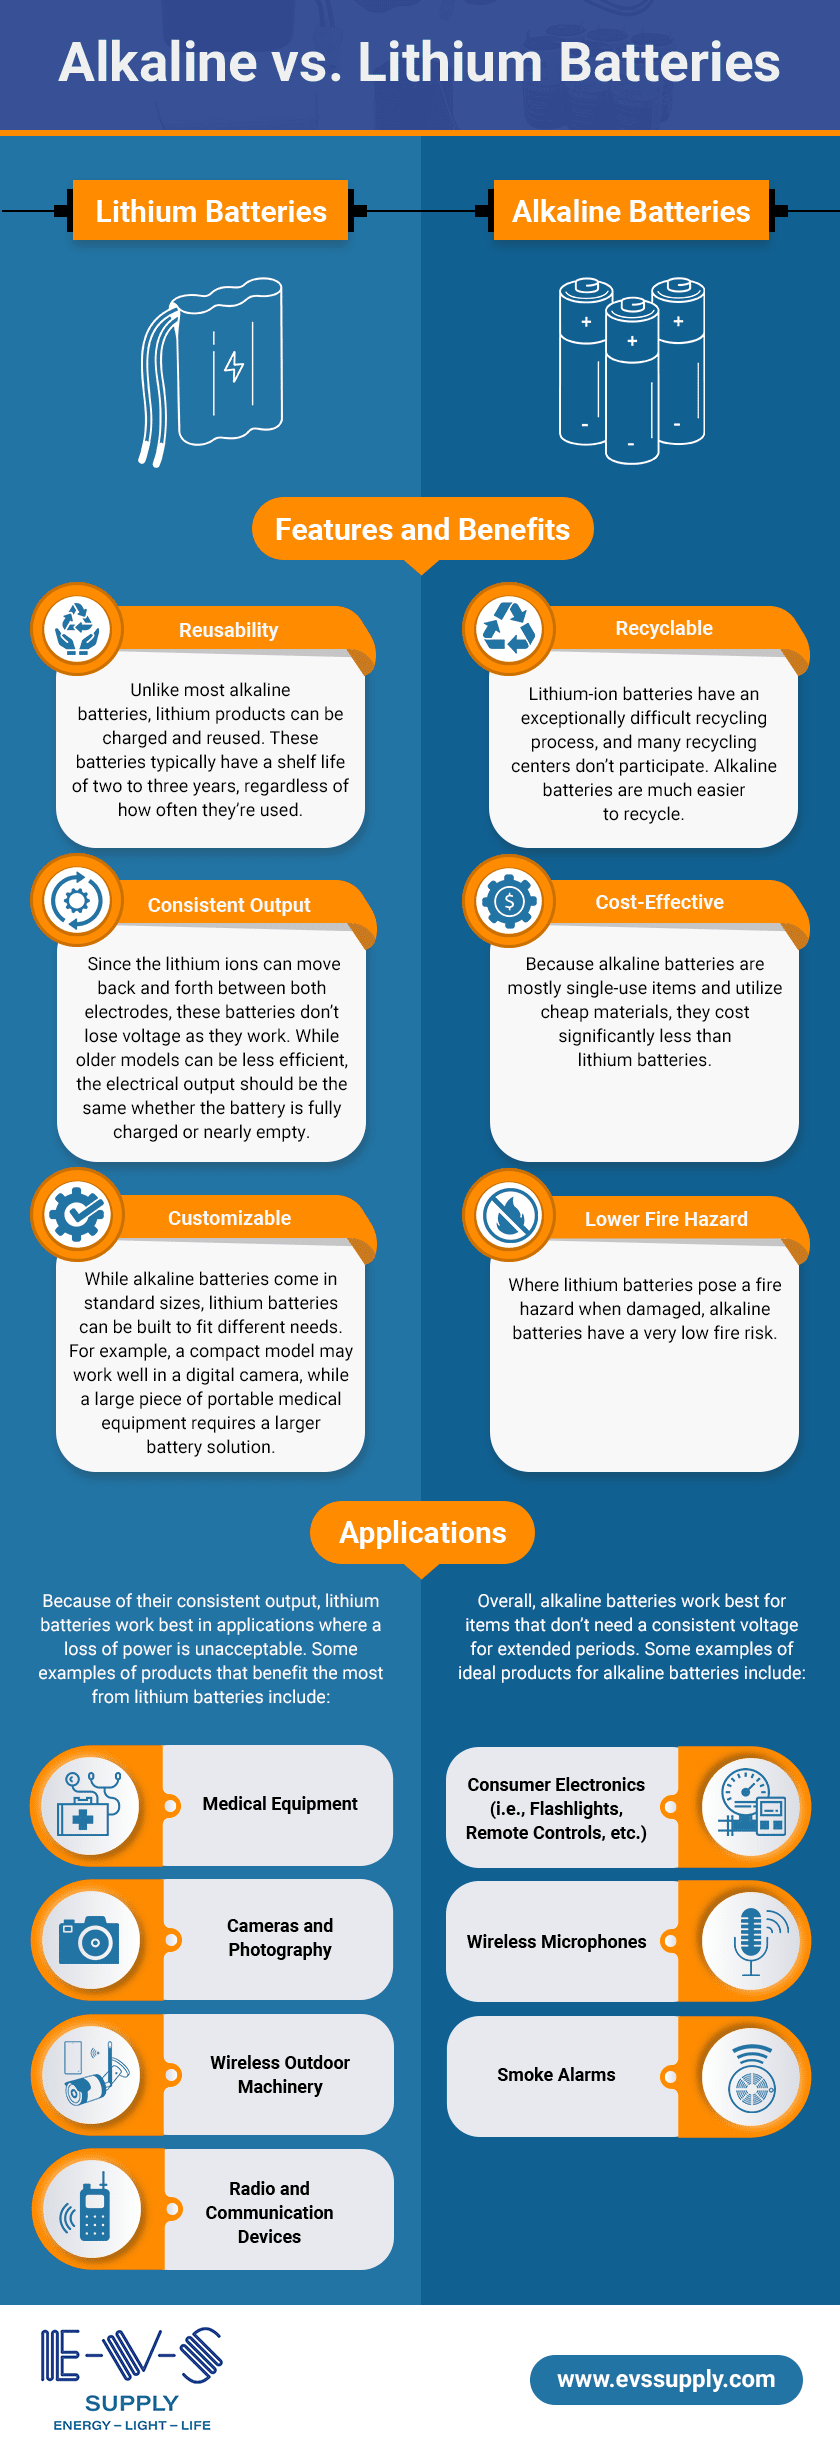 Alkaline vs. Lithium Batteries
Lithium Batteries
Alkaline Batteries
+
+
+
-
-
-
Features and Benefits
Reusability
Unlike most alkaline
batteries, lithium products can be
charged and reused. These
batteries typically have a shelf life
of two to three years, regardless of
how often they're used.
Recyclable
Lithium-ion batteries have an
exceptionally difficult recycling
process, and many recycling
centers don't participate. Alkaline
batteries are much easier
to recycle.
Consistent Output
Since the lithium ions can move
back and forth between both
electrodes, these batteries don't
lose voltage as they work. While
older models can be less efficient,
the electrical output should be the
same whether the battery is fully
charged or nearly empty.
$
Cost-Effective
Because alkaline batteries are
mostly single-use items and utilize
cheap materials, they cost
significantly less than
lithium batteries.
Customizable
While alkaline batteries come in
standard sizes, lithium batteries
can be built to fit different needs.
For example, a compact model may
work well in a digital camera, while
a large piece of portable medical
equipment requires a larger
battery solution.
Lower Fire Hazard
Where lithium batteries pose a fire
hazard when damaged, alkaline
batteries have a very low fire risk.
Applications
Because of their consistent output, lithium
batteries work best in applications where a
loss of power is unacceptable. Some
examples of products that benefit the most
from lithium batteries include:
Overall, alkaline batteries work best for
items that don't need a consistent voltage
for extended periods. Some examples of
ideal products for alkaline batteries include:
Medical Equipment
Cameras and
Photography
Wireless Outdoor
Machinery
Radio and
Communication
Devices
Consumer Electronics
(i.e., Flashlights,
Remote Controls, etc.)
Wireless Microphones
Smoke Alarms
E-V-S
SUPPLY
ENERGY – LIGHT – LIFE
www.evssupply.com